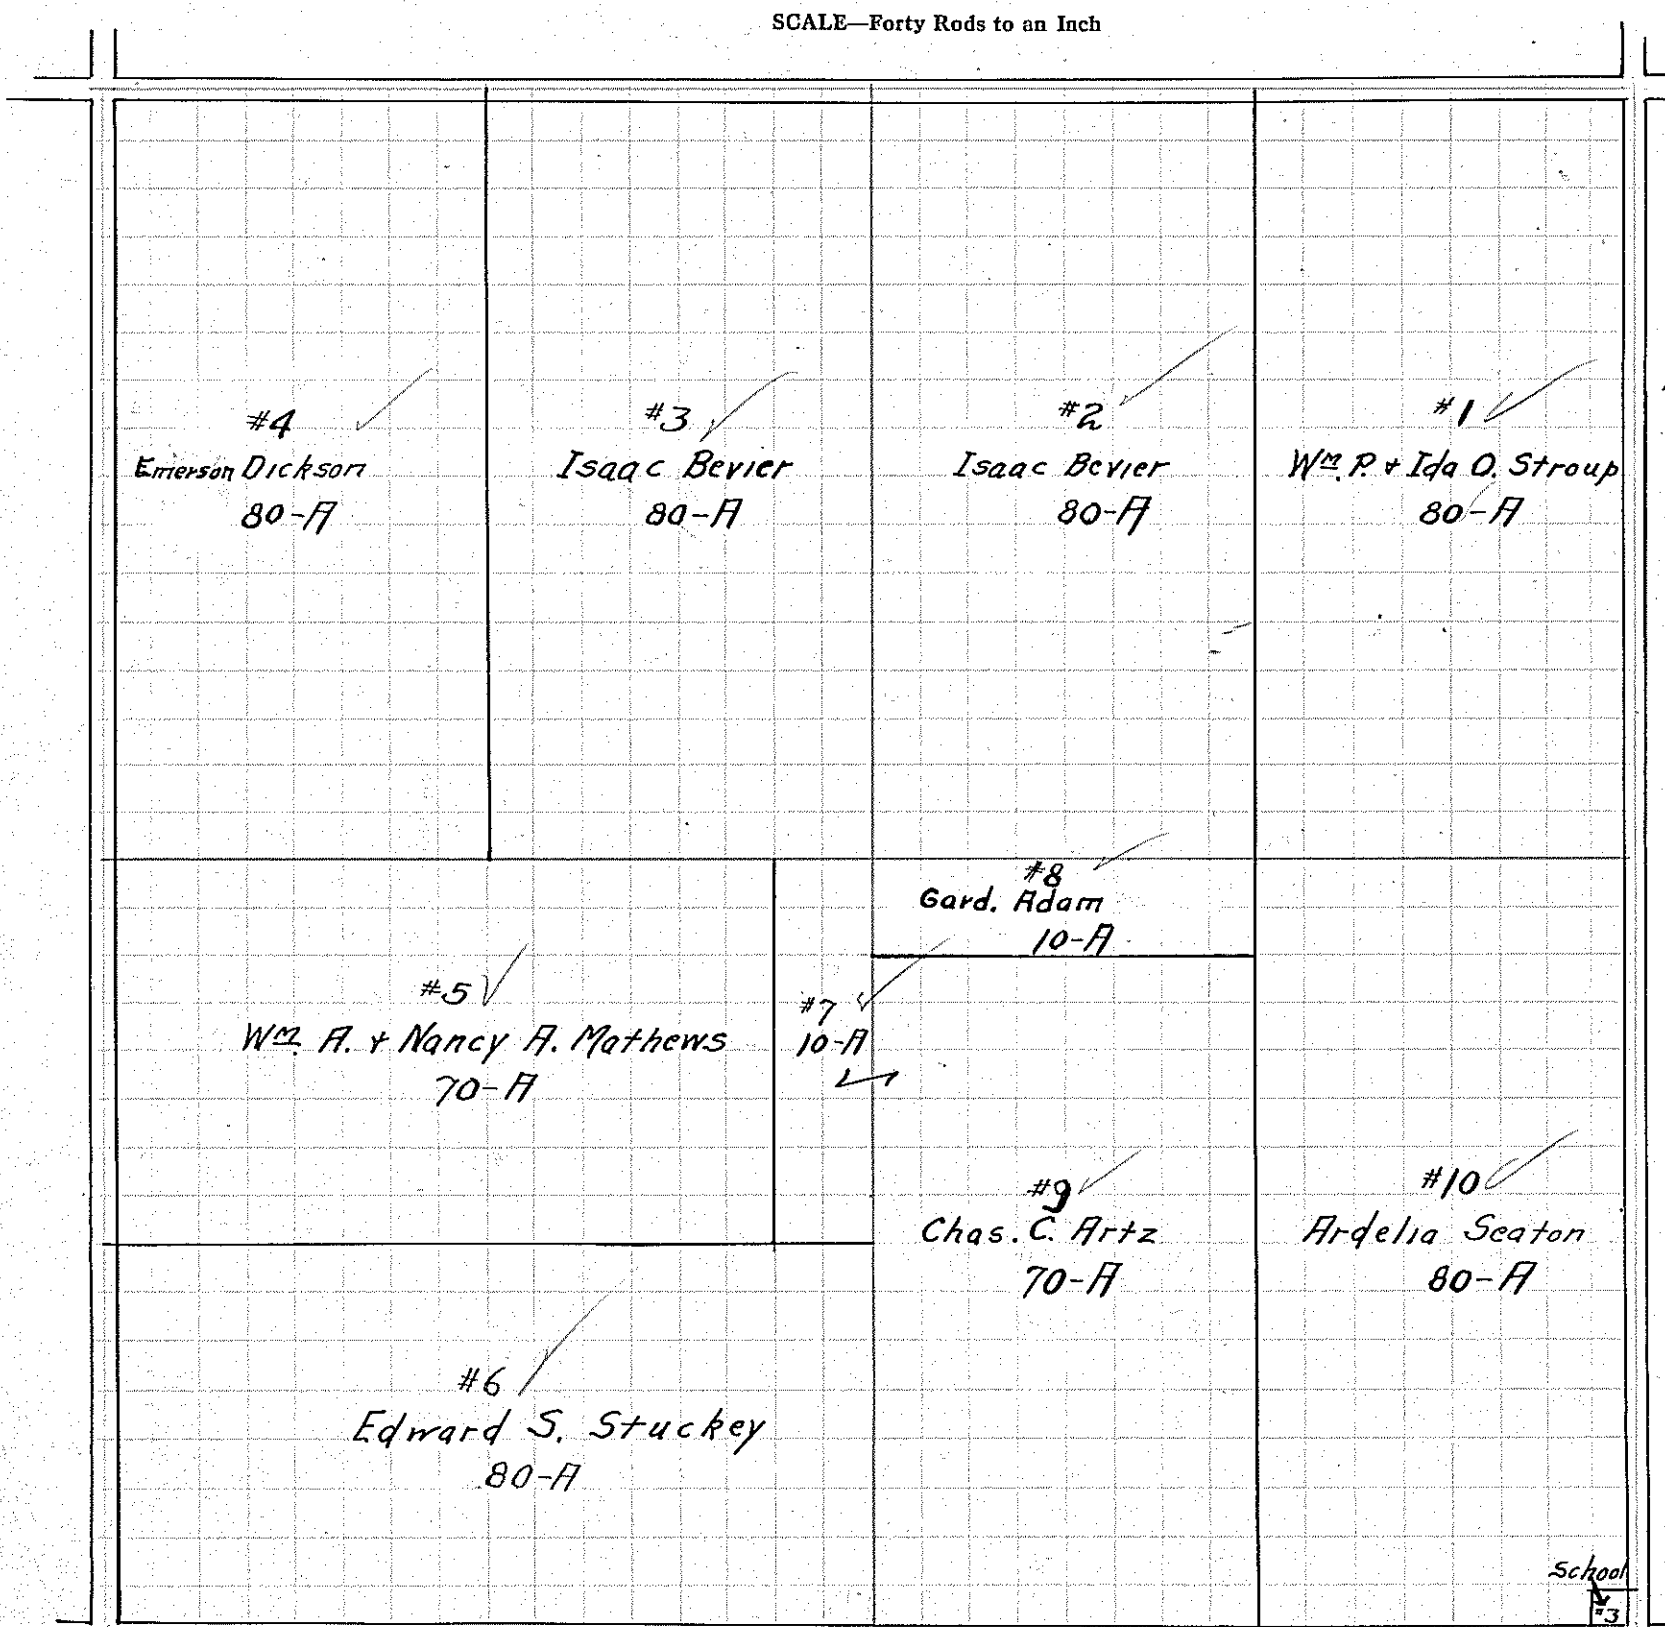 SCALE—Forty Rods to an Inch
#4
Emerson Dickson
80-A
#3
Isaac Bevier
80-A
#2
Isaac Bevier
80-A
#1
Wm. P. + Ida O. Stroup
80-A
#8
Gard. Adam
10-A
#5
Wm. A. + Nancy A. Mathews
70-A
#7
10-A
#9
Chas. C. Artz
70-A
#10
Ardelia Seaton
80-A
#6
Edward S. Stuckey
80-A
School
#3